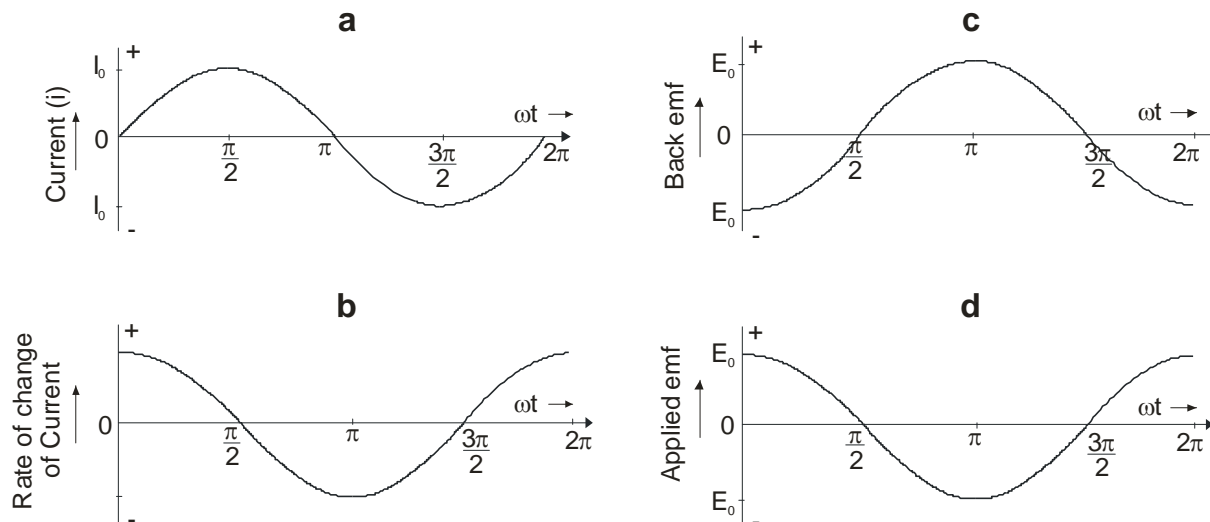 a
+
I₀
Current (i)
0
ωt
π/2
π
3π/2
2π
I₀
-
c
+
E₀
Back emf
0
ωt
π/2
π
3π/2
2π
E₀
-
b
+
Rate of change
of Current
0
ωt
π/2
π
3π/2
2π
-
d
+
E₀
Applied emf
0
ωt
π/2
π
3π/2
2π
E₀
-